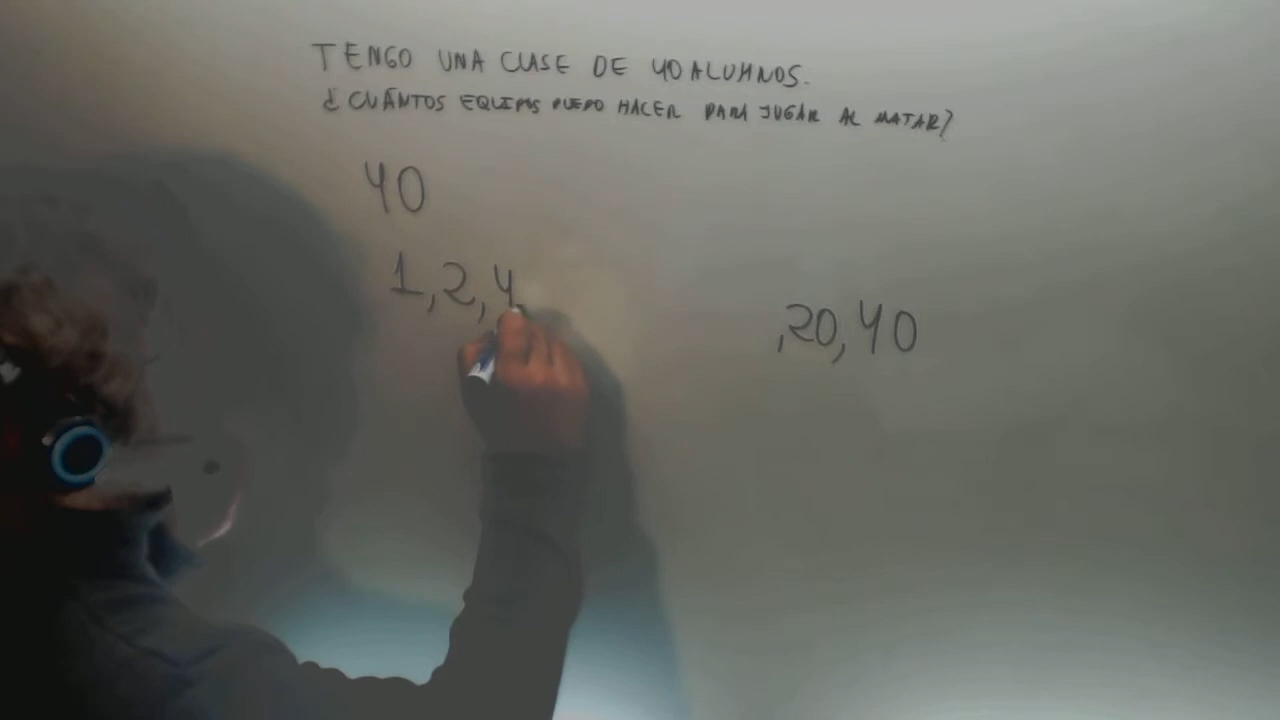 TENGO UNA CLASE DE 40 ALUMNOS.
¿CUÁNTOS EQUIPOS PUEDO HACER PARA JUGAR AL MATAR?
40
1, 2, 4
, 20, 40